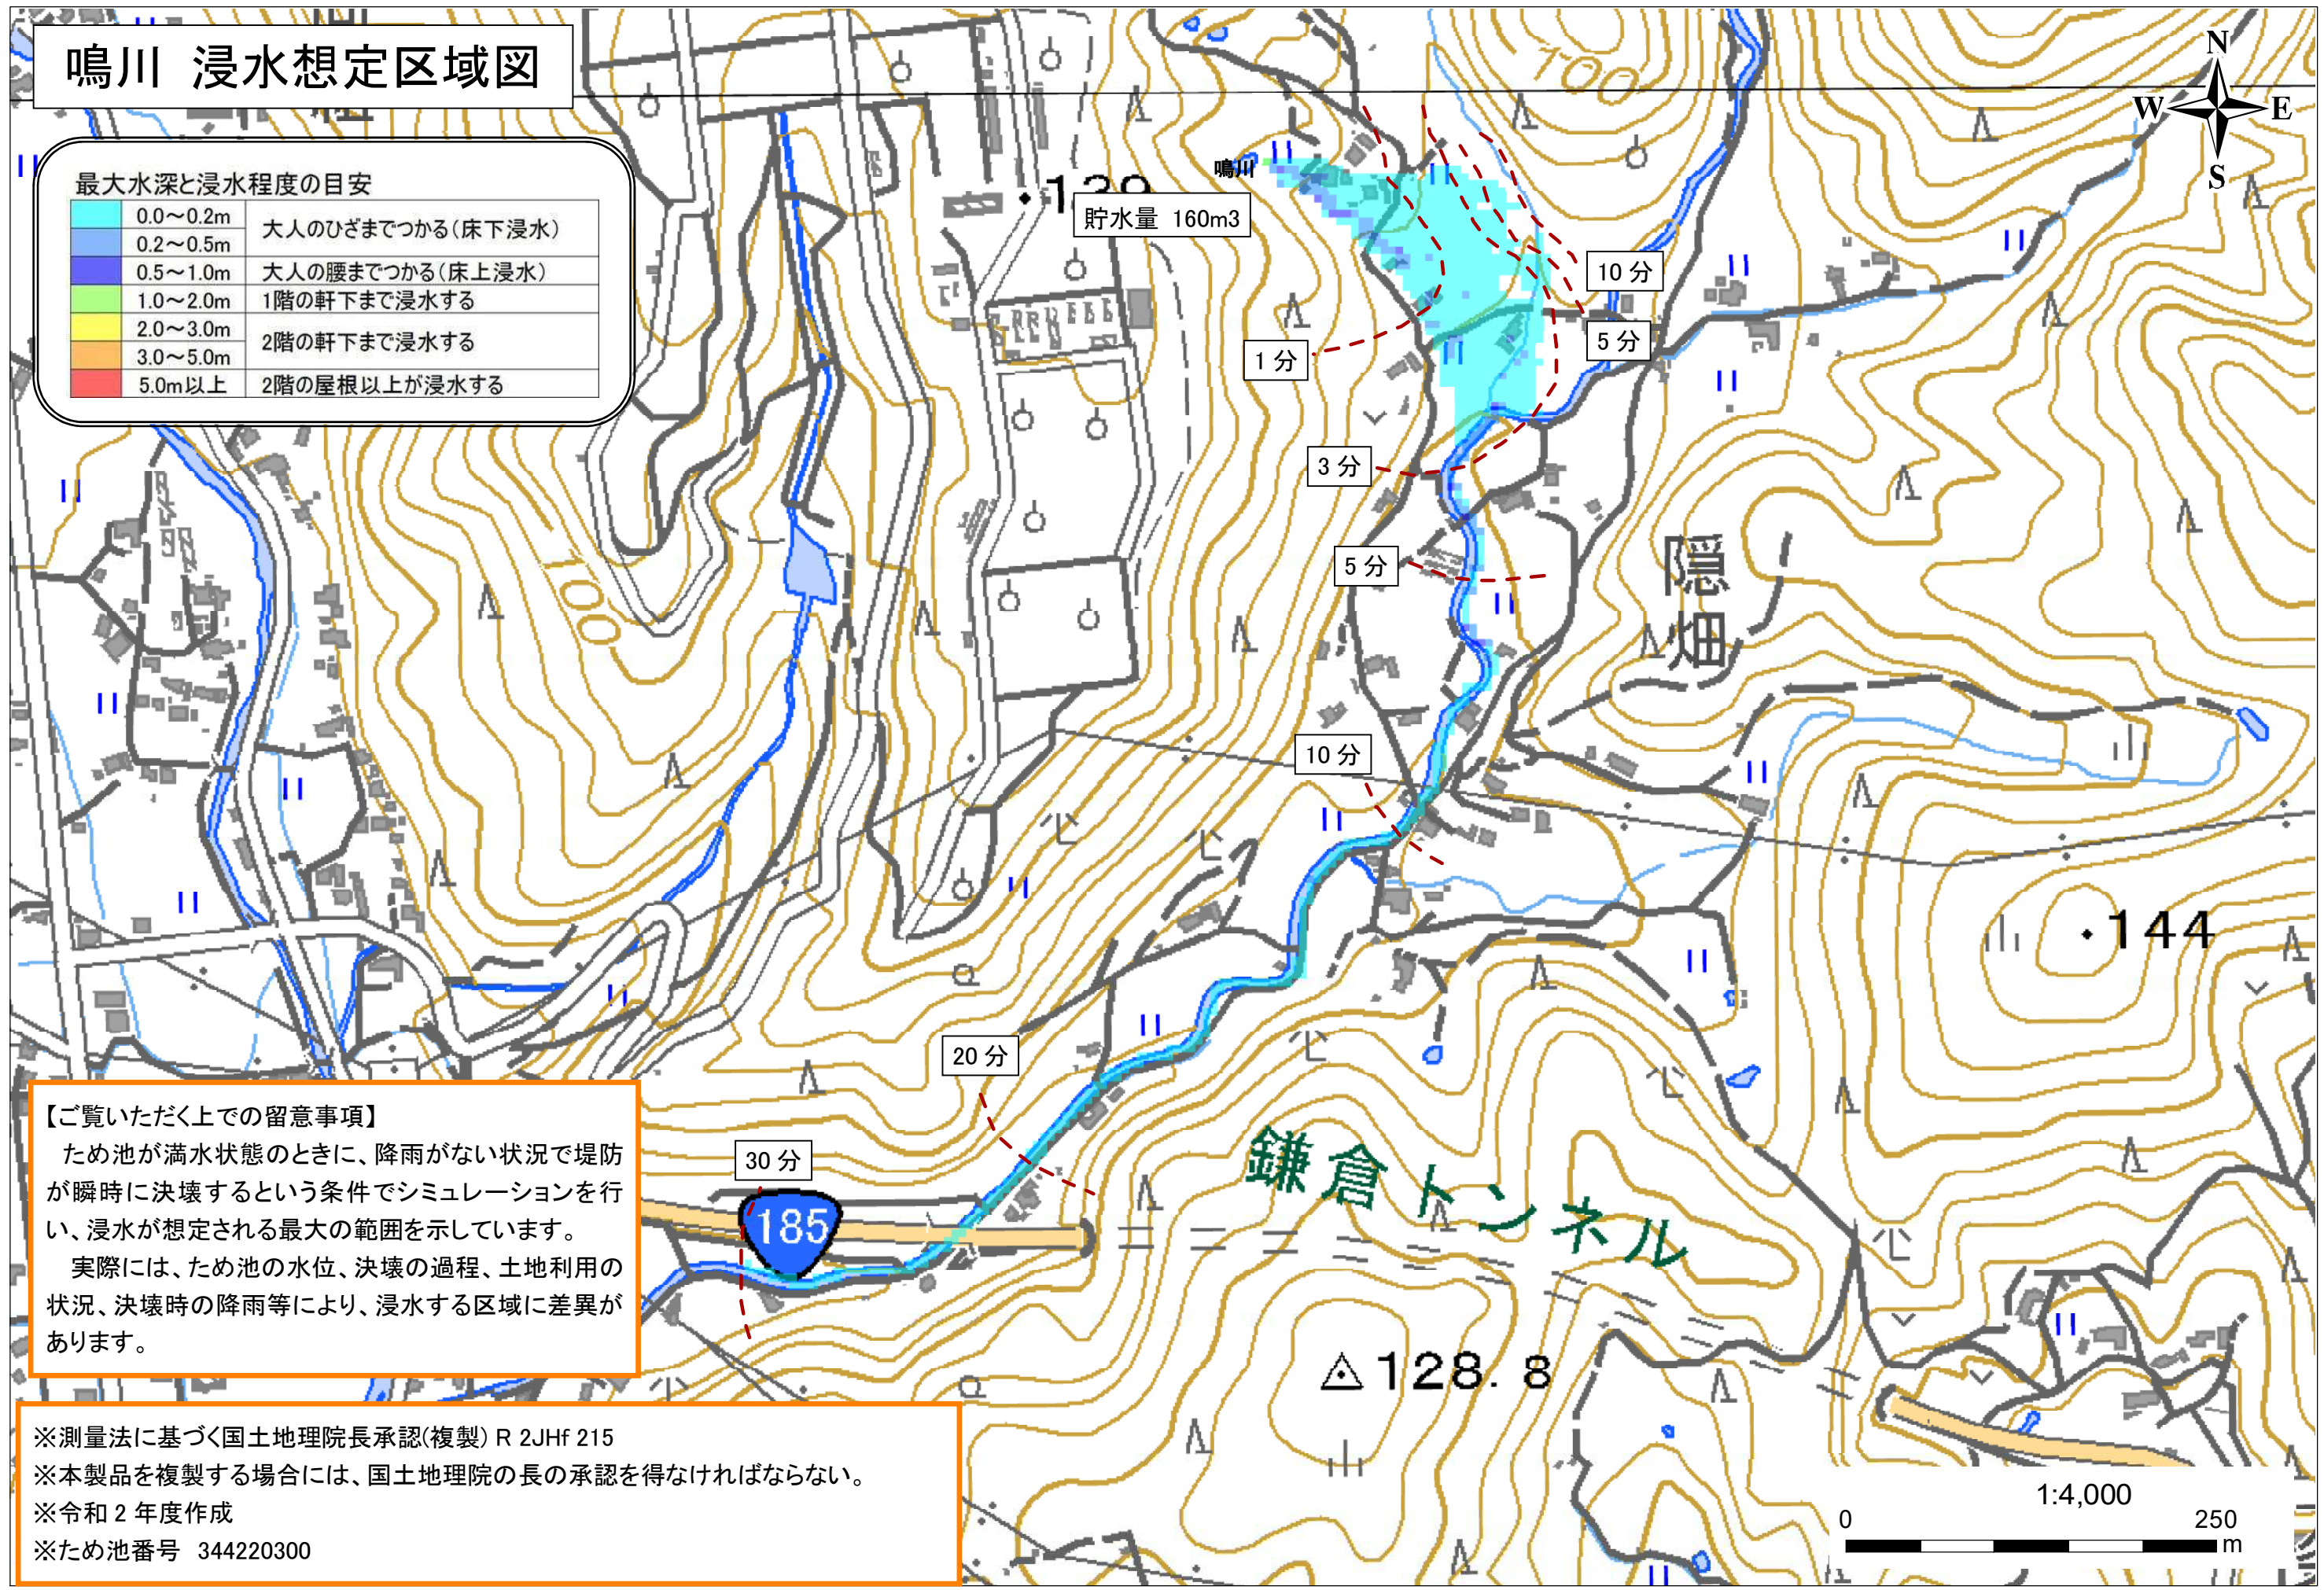 鳴川 浸水想定区域図
N
W
E
S
最大水深と浸水程度の目安
0.0～0.2m
大人のひざまでつかる(床下浸水)
0.2～0.5m
0.5～1.0m
大人の腰までつかる(床上浸水)
1.0～2.0m
1階の軒下まで浸水する
2.0～3.0m
2階の軒下まで浸水する
3.0～5.0m
5.0m以上
2階の屋根以上が浸水する
100
鳴川
貯水量 160m3
10 分
5 分
1 分
3 分
5 分
100
隠畑
10 分
・144
20 分
30 分
185
鎌倉トンネル
128. 8
【ご覧いただく上での留意事項】
ため池が満水状態のときに、降雨がない状況で堤防
が瞬時に決壊するという条件でシミュレーションを行
い、浸水が想定される最大の範囲を示しています。
実際には、ため池の水位、決壊の過程、土地利用の
状況、決壊時の降雨等により、浸水する区域に差異が
あります。
※測量法に基づく国土地理院長承認(複製) R 2JHf 215
※本製品を複製する場合には、国土地理院の長の承認を得なければならない。
※令和 2 年度作成
※ため池番号 344220300
1:4,000
0
250
m